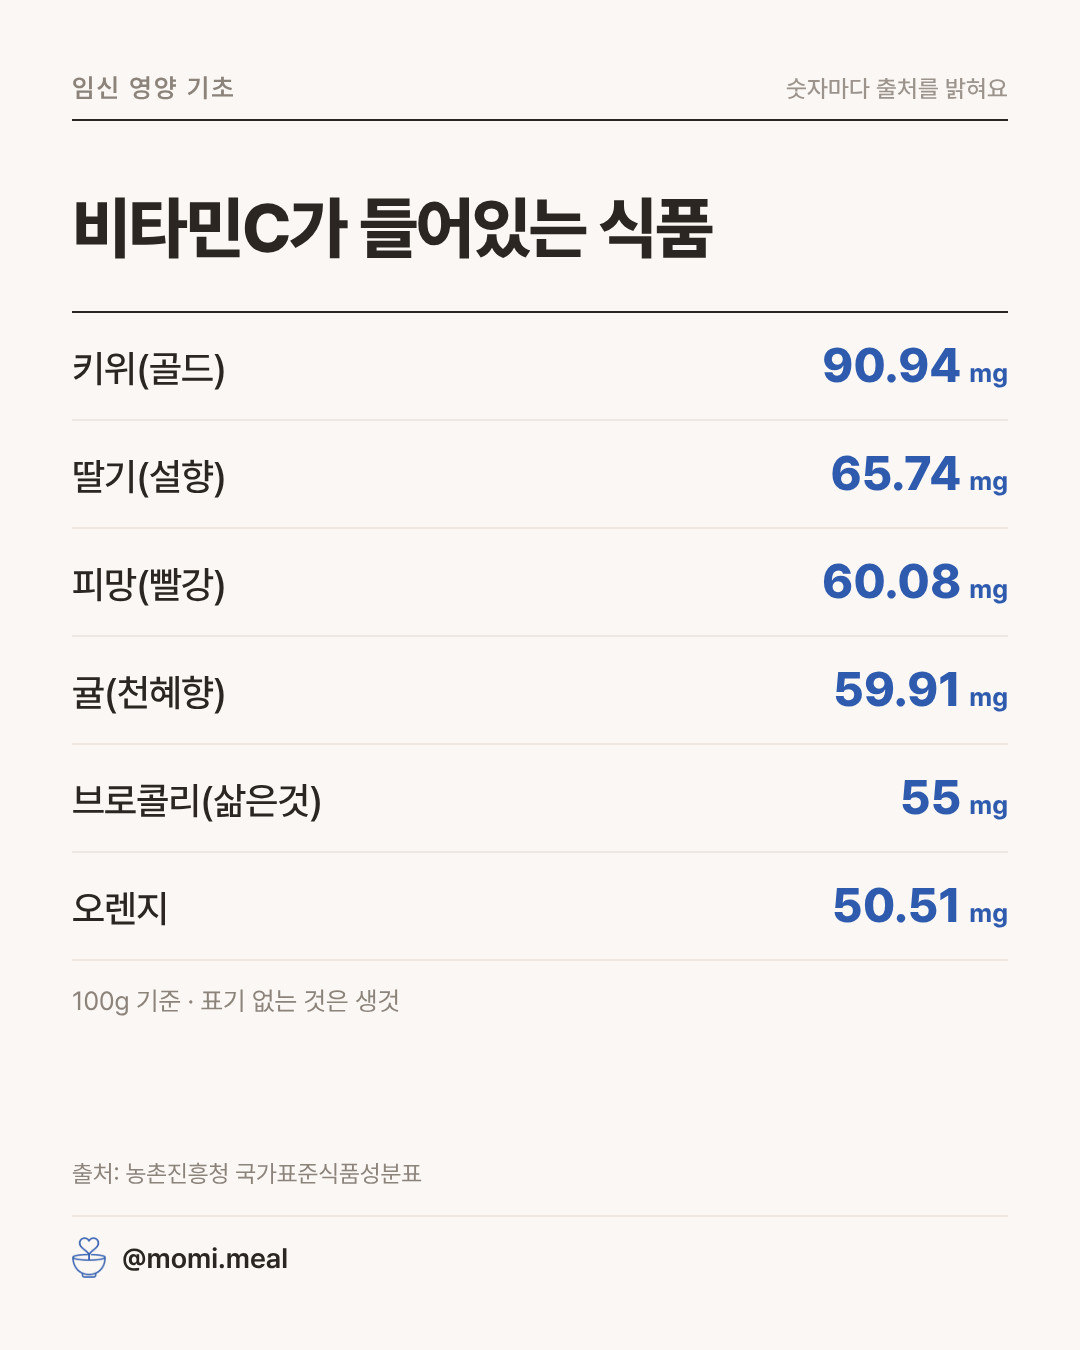 임신 영양 기초
숫자마다 출처를 밝혀요
비타민C가 들어있는 식품
키위(골드) 90.94 mg
딸기(설향) 65.74 mg
피망(빨강) 60.08 mg
귤(천혜향) 59.91 mg
브로콜리(삶은것) 55 mg
오렌지 50.51 mg
100g 기준 · 표기 없는 것은 생것
출처: 농촌진흥청 국가표준식품성분표
@momi.meal